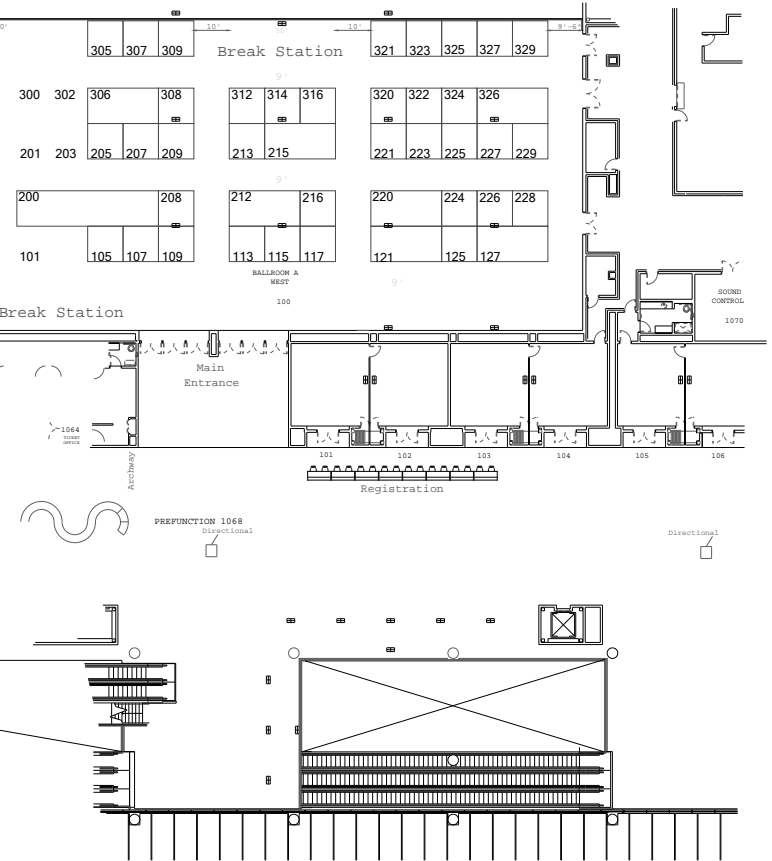 0'
10'
30'
10'
9'-6"
305 307 309
Break Station
321 323 325 327 329
9'
300 302 306 308 312 314 316 320 322 324 326
201 203 205 207 209 213 215 221 223 225 227 229
9'
200 208 212 216 220 224 226 228
101 105 107 109 113 115 117 121 125 127
BALLROOM A
WEST
9'
100
SOUND
CONTROL
1070
Break Station
Main
Entrance
1064
TICKET
OFFICE
101 102 103 104 105 106
Archway
Registration
PREFUNCTION 1068
Directional
Directional